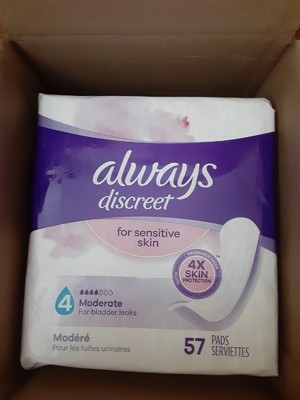 always
discreet
for sensitive
skin
4X
SKIN
PROTECTION
4 Moderate
For bladder leaks
Modéré
Pour les fuites urinaires
57 PADS
SERVIETTES